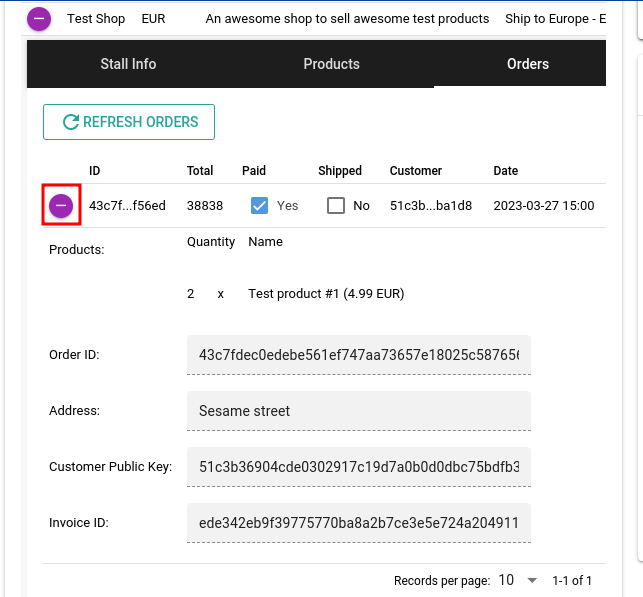 Test Shop EUR An awesome shop to sell awesome test products Ship to Europe - E
Stall Info Products Orders
REFRESH ORDERS
ID Total Paid Shipped Customer Date
43c7f...f56ed 38838 Yes No 51c3b...ba1d8 2023-03-27 15:00
Products: Quantity Name
2 x Test product #1 (4.99 EUR)
Order ID: 43c7fdec0edebe561ef747aa73657e18025c587656
Address: Sesame street
Customer Public Key: 51c3b36904cde0302917c19d7a0b0d0dbc75bdfb3
Invoice ID: ede342eb9f39775770ba8a2b7ce3e5e724a204911
Records per page: 10 1-1 of 1